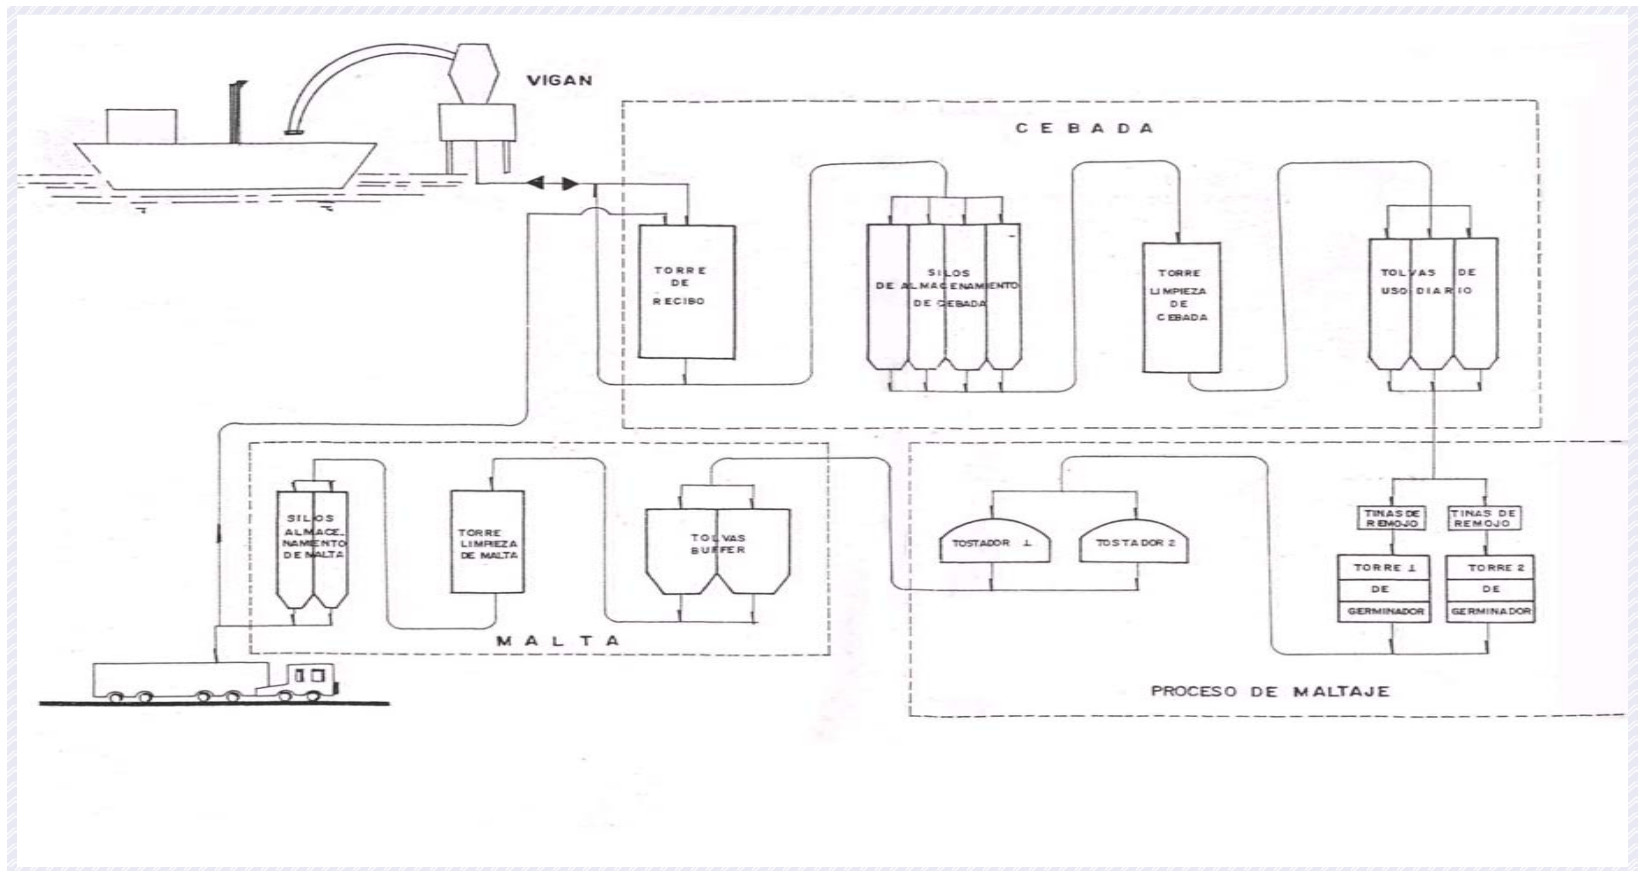 VIGAN
CEBADA
TORRE
DE
RECIBO
SILOS
DE ALMACENAMIENTO
DE CEBADA
TORRE
LIMPIEZA
DE
CEBADA
TOLVAS DE
USO DIARIO
SILOS
ALMACE-
NAMIENTO
DE MALTA
TORRE
LIMPIEZA
DE MALTA
TOLVAS
BUFFER
MALTA
TOSTADOR 1
TOSTADOR 2
TINAS DE
REMOJO
TINAS DE
REMOJO
TORRE 1
DE
GERMINADOR
TORRE 2
DE
GERMINADOR
PROCESO DE MALTAJE